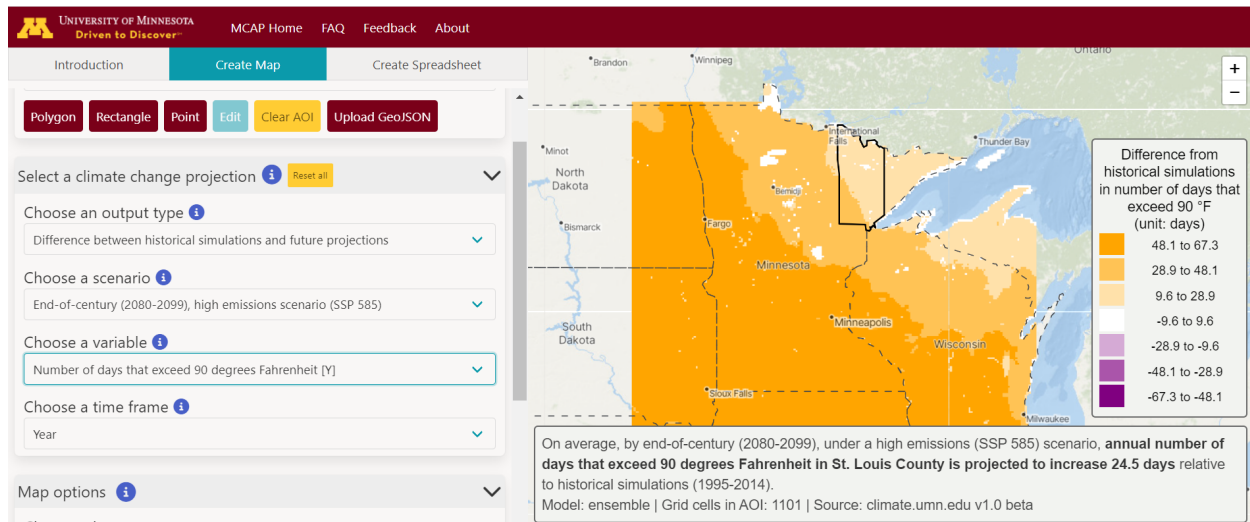 UNIVERSITY OF MINNESOTA
Driven to Discover℠
MCAP Home FAQ Feedback About
Introduction Create Map Create Spreadsheet
Polygon Rectangle Point Edit Clear AOI Upload GeoJSON
Select a climate change projection i Reset all
Choose an output type i
Difference between historical simulations and future projections
Choose a scenario i
End-of-century (2080-2099), high emissions scenario (SSP 585)
Choose a variable i
Number of days that exceed 90 degrees Fahrenheit [Y]
Choose a time frame i
Year
Map options i
Ontario
Brandon
Winnipeg
+
−
International
Falls
Thunder Bay
Minot
North
Dakota
Bemidji
Bismarck
Fargo
Minnesota
South
Dakota
Minneapolis
Wisconsin
Sioux Falls
Milwaukee
Difference from
historical simulations
in number of days that
exceed 90 °F
(unit: days)
48.1 to 67.3
28.9 to 48.1
9.6 to 28.9
-9.6 to 9.6
-28.9 to -9.6
-48.1 to -28.9
-67.3 to -48.1
On average, by end-of-century (2080-2099), under a high emissions (SSP 585) scenario, annual number of
days that exceed 90 degrees Fahrenheit in St. Louis County is projected to increase 24.5 days relative
to historical simulations (1995-2014).
Model: ensemble | Grid cells in AOI: 1101 | Source: climate.umn.edu v1.0 beta